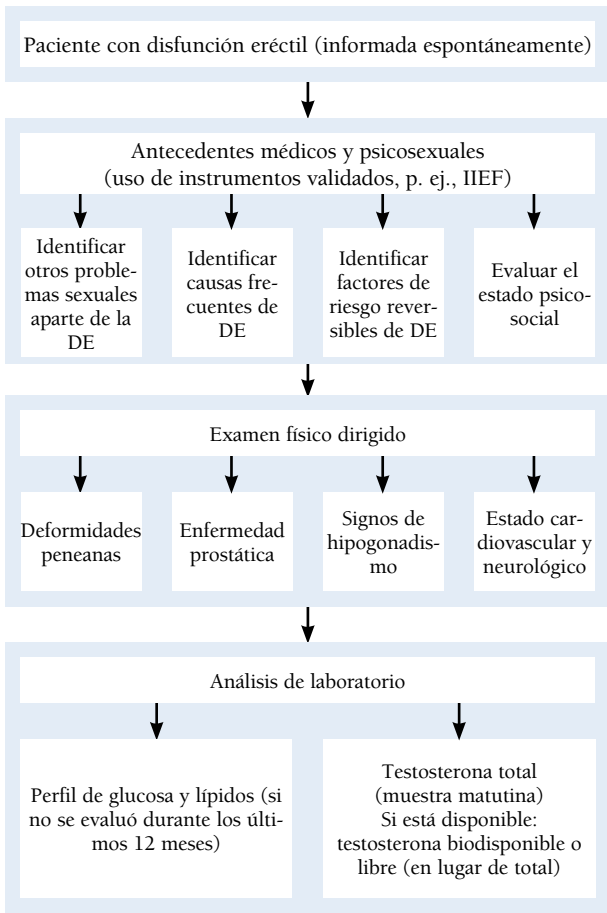 Paciente con disfunción eréctil (informada espontáneamente)
Antecedentes médicos y psicosexuales
(uso de instrumentos validados, p. ej., IIEF)
Identificar
otros proble-
mas sexuales
aparte de la
DE
Identificar
causas fre-
cuentes de
DE
Identificar
factores de
riesgo rever-
sibles de DE
Evaluar el
estado psico-
social
Examen físico dirigido
Deformidades
peneanas
Enfermedad
prostática
Signos de
hipogonadis-
mo
Estado car-
diovascular y
neurológico
Análisis de laboratorio
Perfil de glucosa y lípidos (si
no se evaluó durante los últi-
mos 12 meses)
Testosterona total
(muestra matutina)
Si está disponible:
testosterona biodisponible o
libre (en lugar de total)